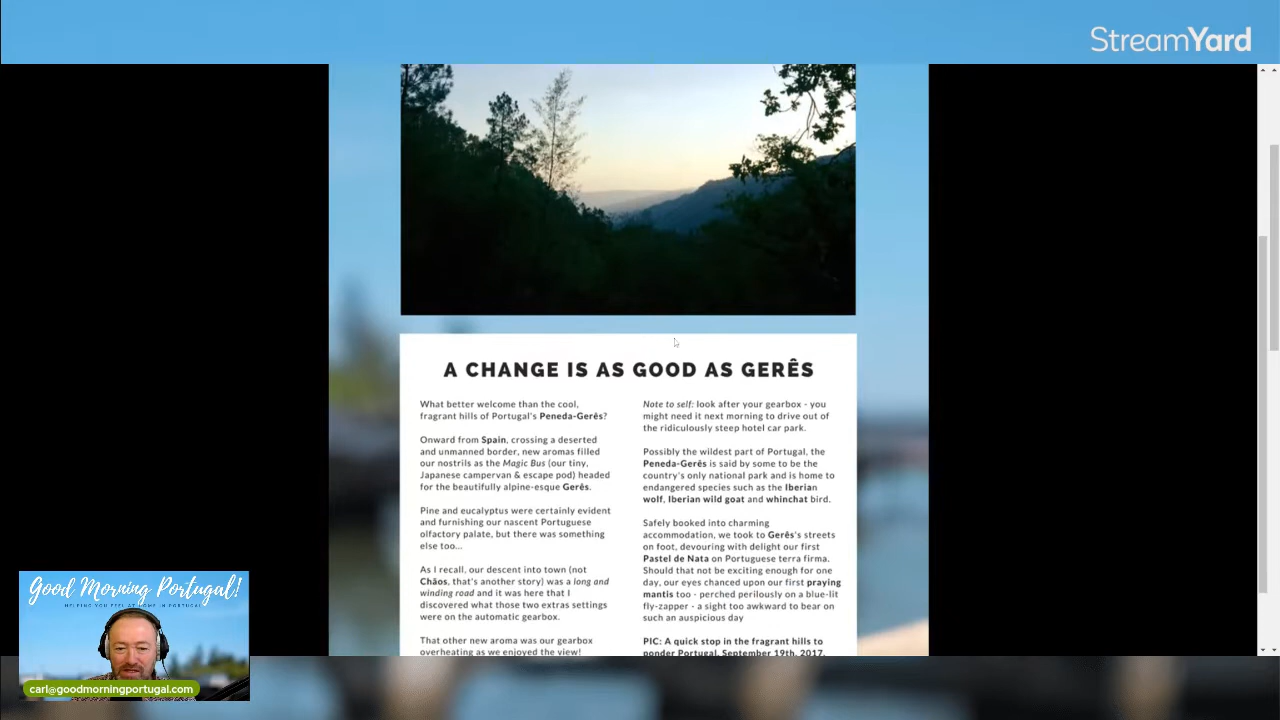 StreamYard
A CHANGE IS AS GOOD AS GERÊS
What better welcome than the cool,
fragrant hills of Portugal's Peneda-Gerês?
Onward from Spain, crossing a deserted
and unmanned border, new aromas filled
our nostrils as the Magic Bus (our tiny,
Japanese campervan & escape pod) headed
for the beautifully alpine-esque Gerês.
Pine and eucalyptus were certainly evident
and furnishing our nascent Portuguese
olfactory palate, but there was something
else too...
As I recall, our descent into town (not
Chãos, that's another story) was a long and
winding road and it was here that I
discovered what those two extras settings
were on the automatic gearbox.
That other new aroma was our gearbox
overheating as we enjoyed the view!
Note to self: look after your gearbox - you
might need it next morning to drive out of
the ridiculously steep hotel car park.
Possibly the wildest part of Portugal, the
Peneda-Gerês is said by some to be the
country's only national park and is home to
endangered species such as the Iberian
wolf, Iberian wild goat and whinchat bird.
Safely booked into charming
accommodation, we took to Gerês's streets
on foot, devouring with delight our first
Pastel de Nata on Portuguese terra firma.
Should that not be exciting enough for one
day, our eyes chanced upon our first praying
mantis too - perched perilously on a blue-lit
fly-zapper - a sight too awkward to bear on
such an auspicious day
PIC: A quick stop in the fragrant hills to
ponder Portugal, September 19th, 2017.
Good Morning Portugal!
HELPING YOU FEEL AT HOME IN PORTUGAL
carl@goodmorningportugal.com